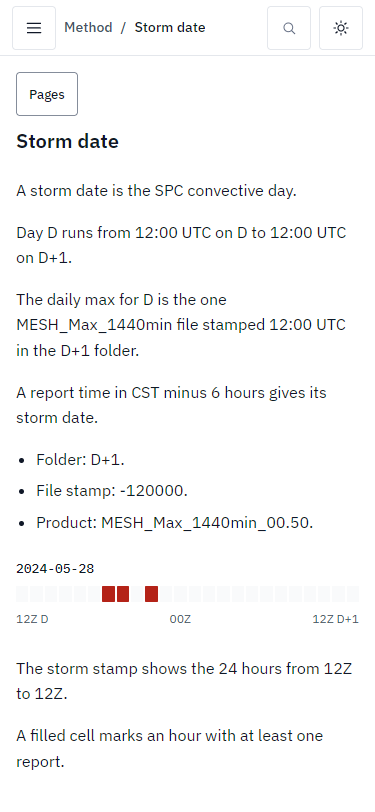 Method / Storm date
Pages
Storm date
A storm date is the SPC convective day.
Day D runs from 12:00 UTC on D to 12:00 UTC
on D+1.
The daily max for D is the one
MESH_Max_1440min file stamped 12:00 UTC
in the D+1 folder.
A report time in CST minus 6 hours gives its
storm date.
• Folder: D+1.
• File stamp: -120000.
• Product: MESH_Max_1440min_00.50.
2024-05-28
12Z D 00Z 12Z D+1
The storm stamp shows the 24 hours from 12Z
to 12Z.
A filled cell marks an hour with at least one
report.